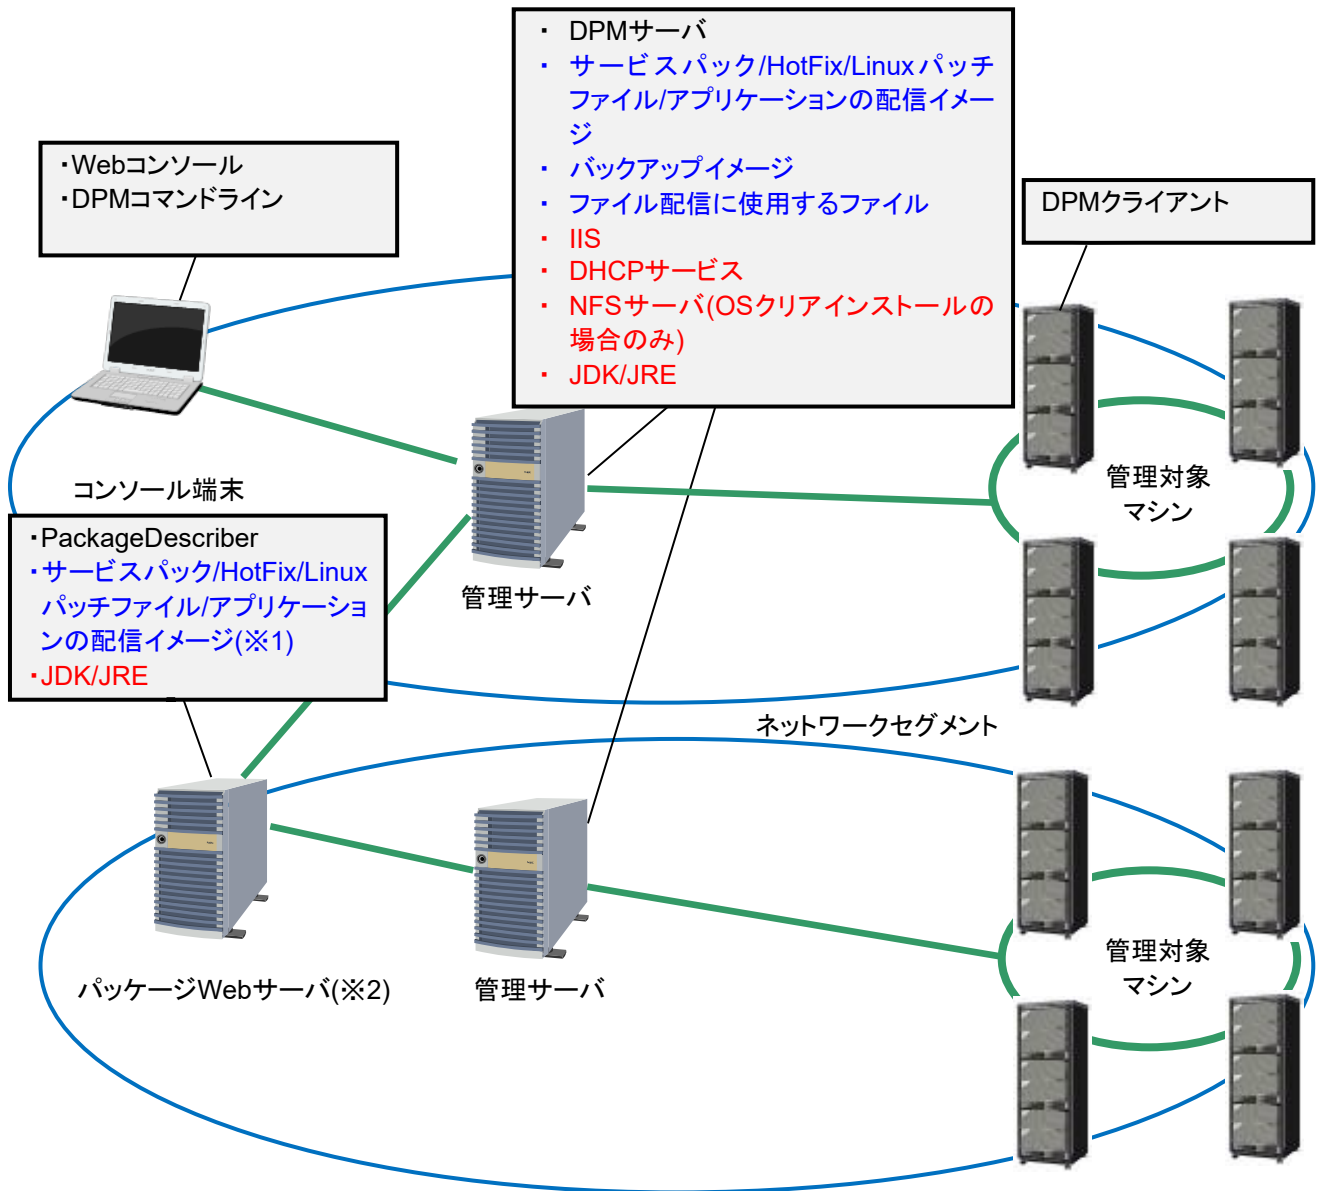 ・ DPMサーバ
・ サービスパック/HotFix/Linux パッチ
ファイル/アプリケーションの配信イメー
ジ
・ バックアップイメージ
・ ファイル配信に使用するファイル
・ IIS
・ DHCPサービス
・ NFSサーバ(OSクリアインストールの
場合のみ)
・ JDK/JRE
・Webコンソール
・DPMコマンドライン
DPMクライアント
コンソール端末
管理対象
マシン
・PackageDescriber
・サービスパック/HotFix/Linux
パッチファイル/アプリケーショ
ンの配信イメージ(※1)
・JDK/JRE
管理サーバ
ネットワークセグメント
パッケージWebサーバ(※2)
管理サーバ
管理対象
マシン